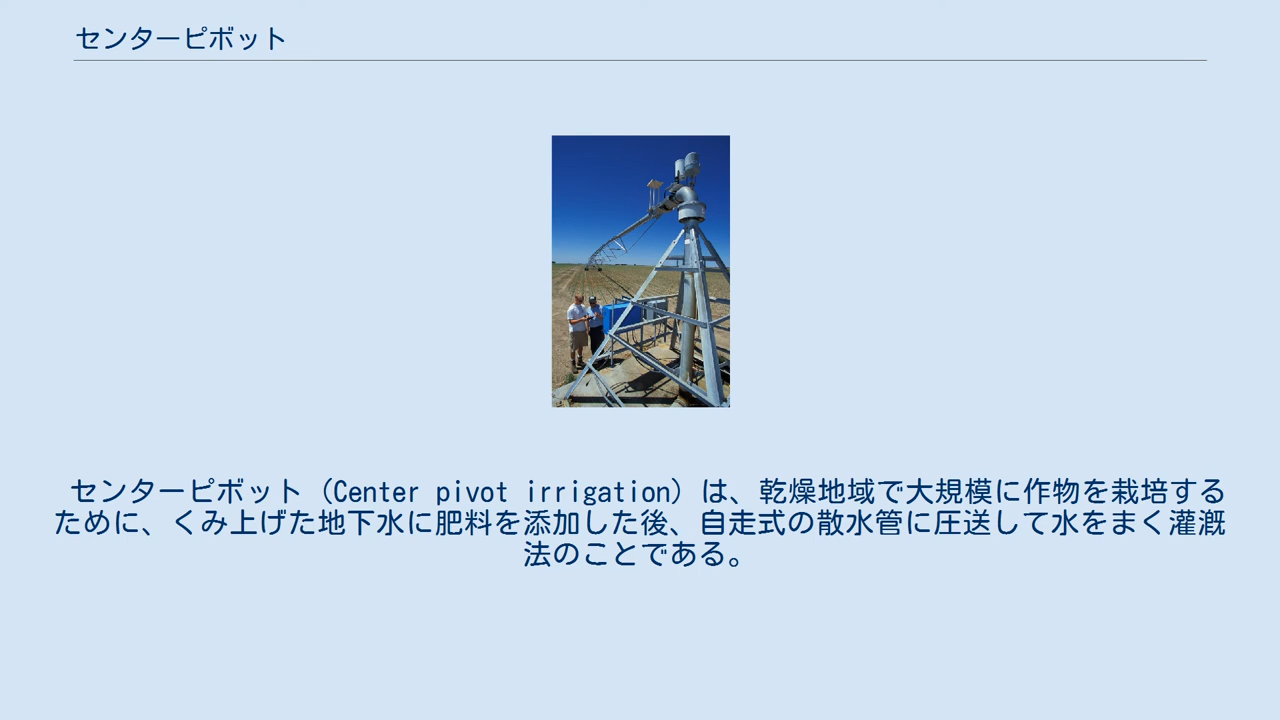 センターピボット
センターピボット（Center pivot irrigation）は、乾燥地域で大規模に作物を栽培する
ために、くみ上げた地下水に肥料を添加した後、自走式の散水管に圧送して水をまく灌漑
法のことである。